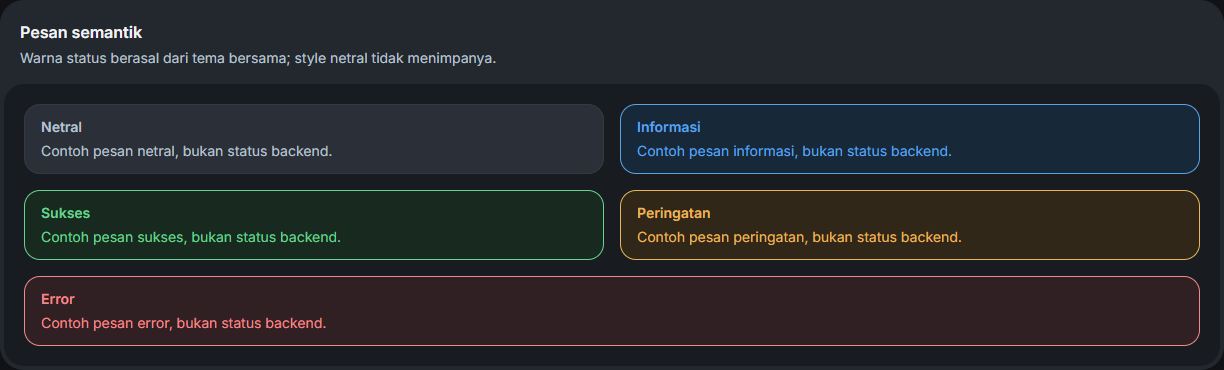 Pesan semantik
Warna status berasal dari tema bersama; style netral tidak menimpanya.
Netral
Contoh pesan netral, bukan status backend.
Informasi
Contoh pesan informasi, bukan status backend.
Sukses
Contoh pesan sukses, bukan status backend.
Peringatan
Contoh pesan peringatan, bukan status backend.
Error
Contoh pesan error, bukan status backend.